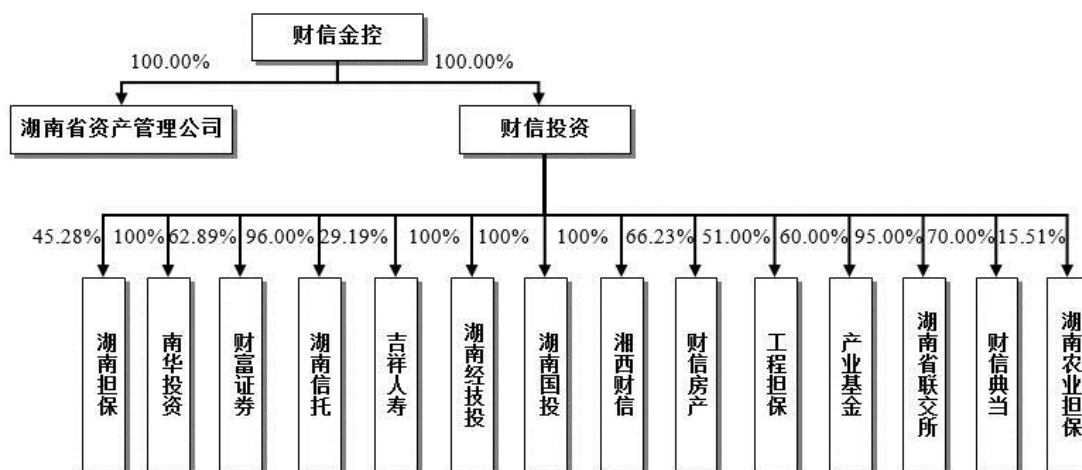 财信金控
100.00%
100.00%
湖南省资产管理公司
财信投资
45.28%
100%
62.89%
96.00%
29.19%
100%
100%
100%
66.23%
51.00%
60.00%
95.00%
70.00%
15.51%
湖南担保
南华投资
财富证券
湖南信托
吉祥人寿
湖南经技投
湖南国投
湘西财信
财信房产
工程担保
产业基金
湖南省联交所
财信典当
湖南农业担保